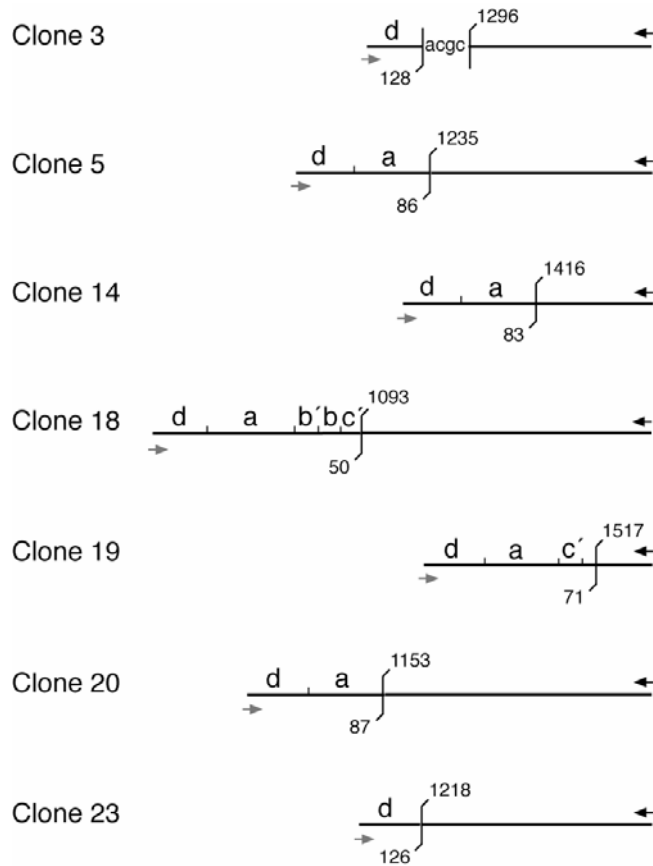 Clone 3 d acgc 1296
128
Clone 5 d a 1235
86
Clone 14 d a 1416
83
Clone 18 d a b´ b c´ 1093
50
Clone 19 d a c´ 1517
71
Clone 20 d a 1153
87
Clone 23 d 1218
126